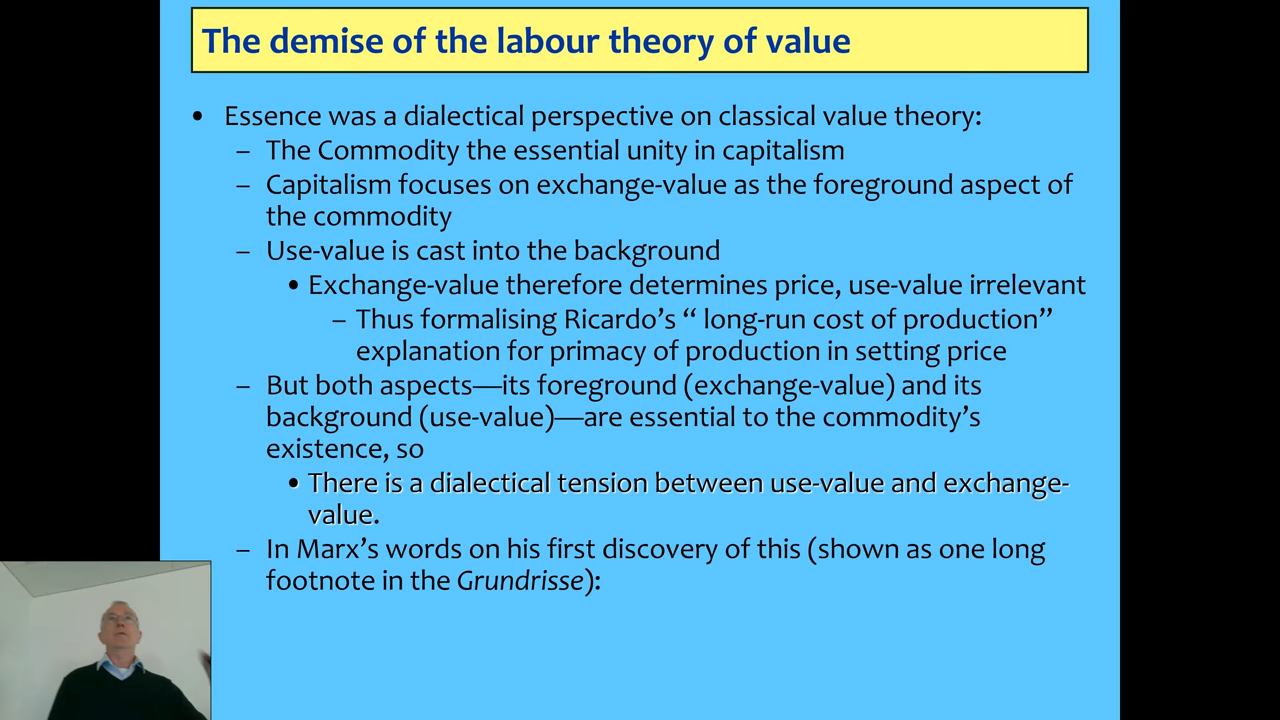 The demise of the labour theory of value
• Essence was a dialectical perspective on classical value theory:
– The Commodity the essential unity in capitalism
– Capitalism focuses on exchange-value as the foreground aspect of
the commodity
– Use-value is cast into the background
• Exchange-value therefore determines price, use-value irrelevant
– Thus formalising Ricardo’s “ long-run cost of production”
explanation for primacy of production in setting price
– But both aspects—its foreground (exchange-value) and its
background (use-value)—are essential to the commodity’s
existence, so
• There is a dialectical tension between use-value and exchange-
value.
– In Marx’s words on his first discovery of this (shown as one long
footnote in the Grundrisse):